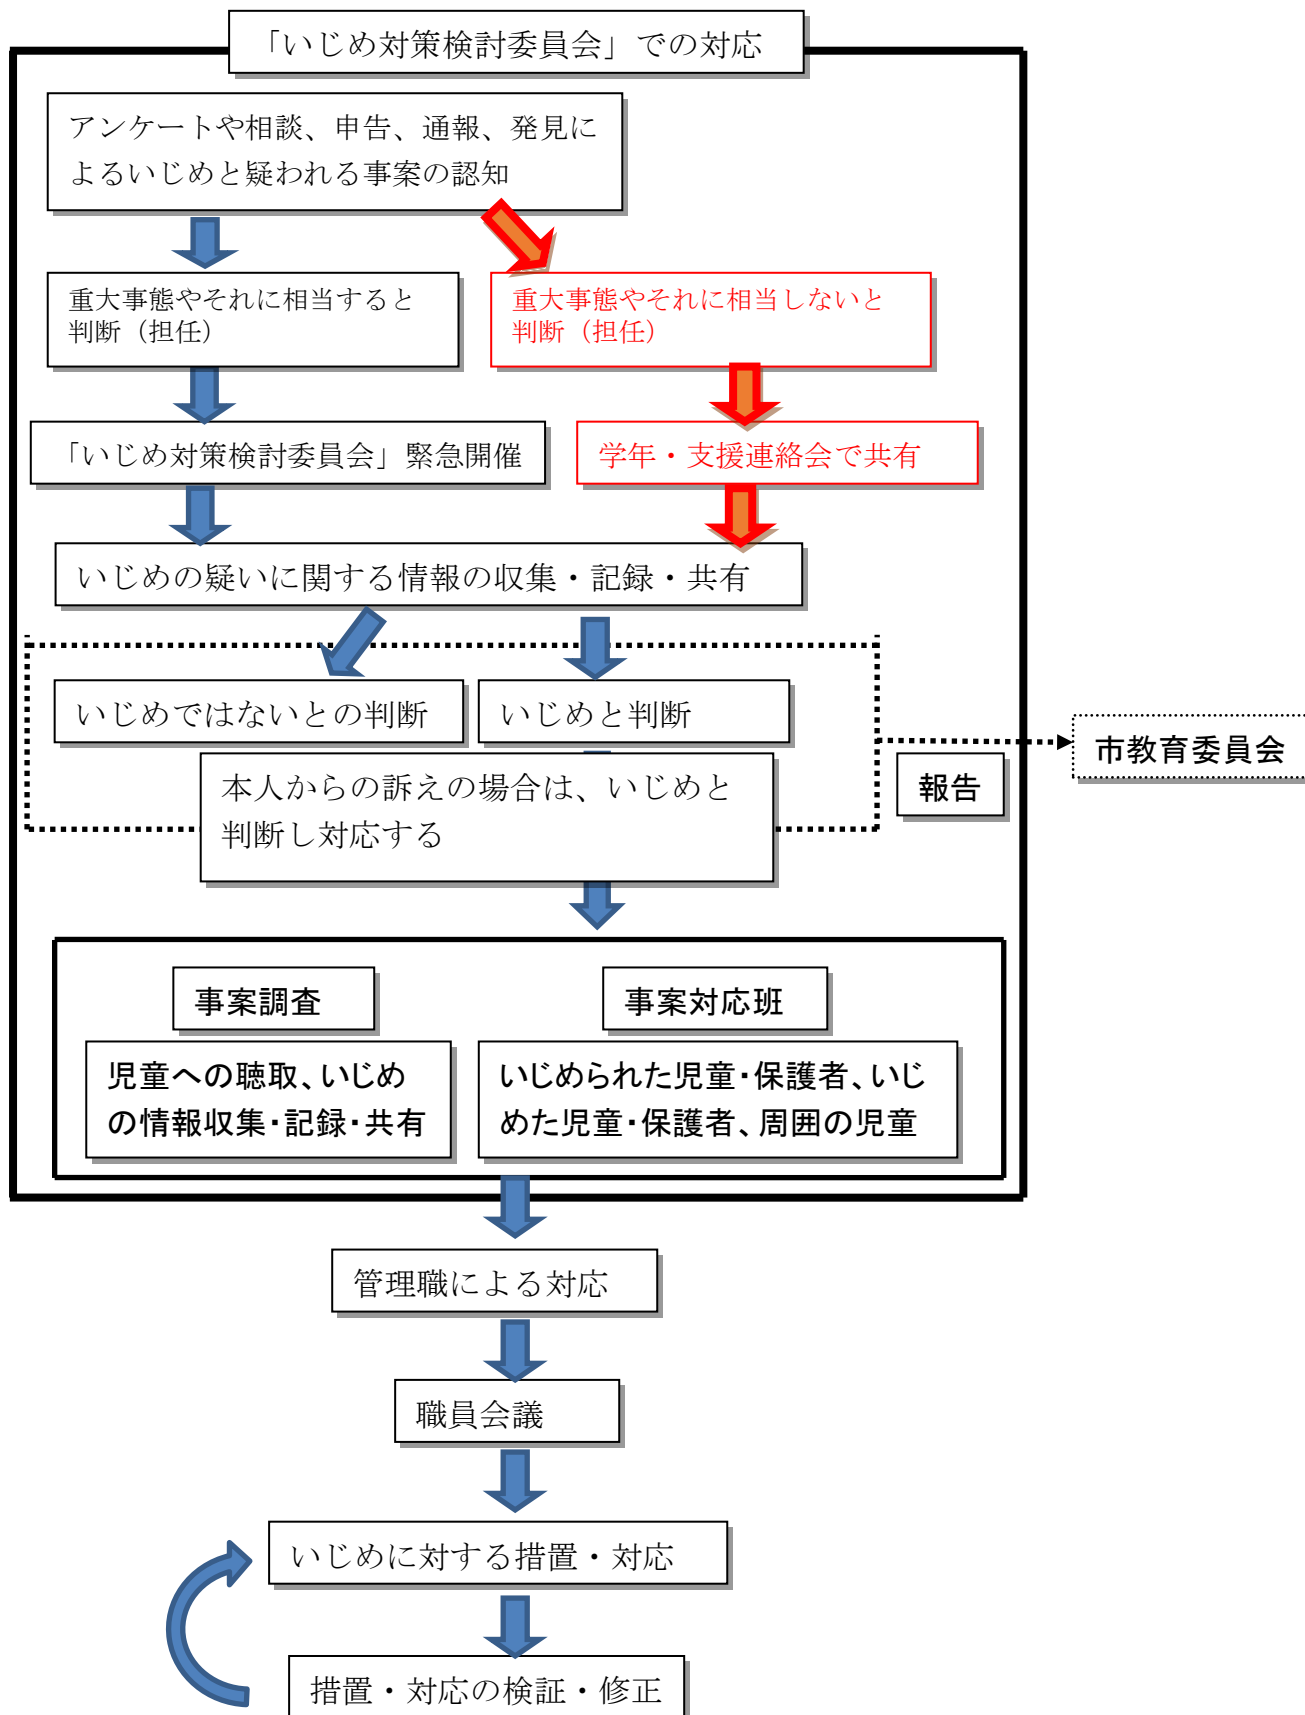 「いじめ対策検討委員会」での対応
アンケートや相談、申告、通報、発見に
よるいじめと疑われる事案の認知
重大事態やそれに相当すると
判断（担任）
重大事態やそれに相当しないと
判断（担任）
「いじめ対策検討委員会」緊急開催
学年・支援連絡会で共有
いじめの疑いに関する情報の収集・記録・共有
いじめではないとの判断
いじめと判断
市教育委員会
報告
本人からの訴えの場合は、いじめと
判断し対応する
事案調査
事案対応班
児童への聴取、いじめ
の情報収集・記録・共有
いじめられた児童・保護者、いじ
めた児童・保護者、周囲の児童
管理職による対応
職員会議
いじめに対する措置・対応
措置・対応の検証・修正